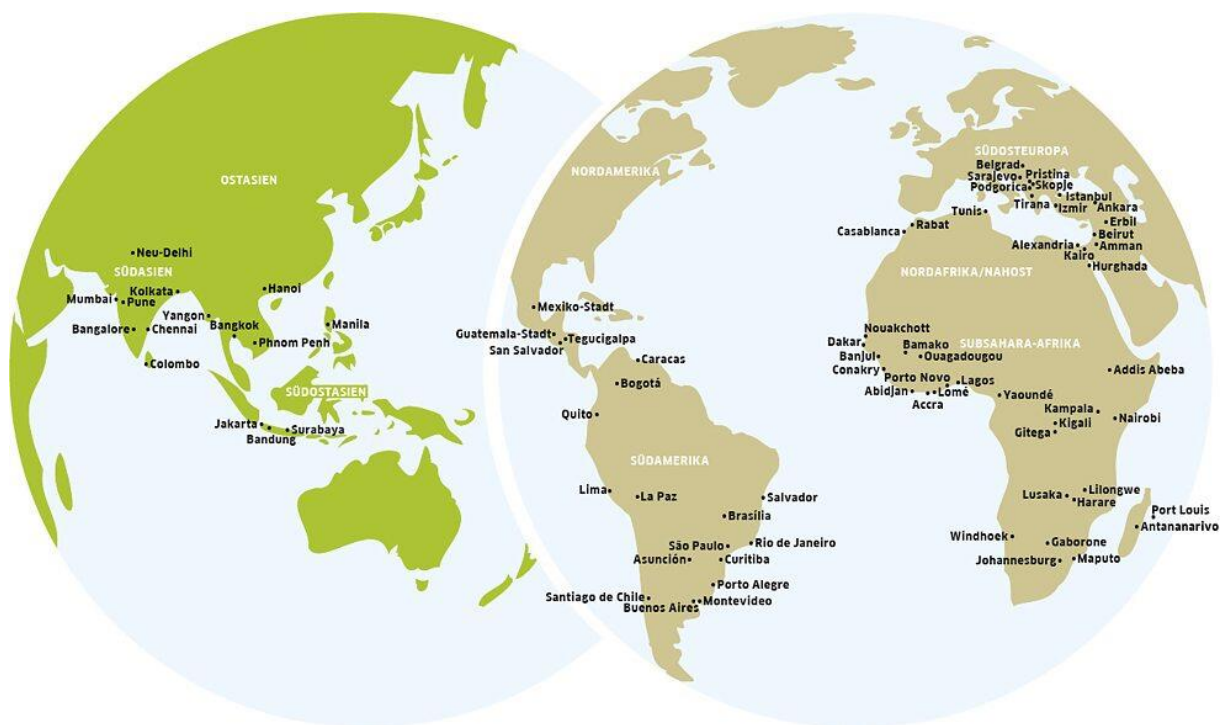 OSTASIEN
Neu-Delhi
SÜDASIEN
Kolkata
Hanoi
Mumbai
Pune
Yangon
Bangkok
Manila
Bangalore
Chennai
Phnom Penh
Colombo
SÜDOSTASIEN
Jakarta
Surabaya
Bandung
NORDAMERIKA
Mexiko-Stadt
Guatemala-Stadt
Tegucigalpa
San Salvador
Caracas
Bogotá
Quito
SÜDAMERIKA
Lima
La Paz
Salvador
Brasília
São Paulo
Rio de Janeiro
Asunción
Curitiba
Porto Alegre
Santiago de Chile
Buenos Aires
Montevideo
SÜDOSTEUROPA
Belgrad
Sarajevo
Pristina
Podgorica
Skopje
Istanbul
Tirana
Izmir
Ankara
Tunis
Erbil
Casablanca
Rabat
Beirut
Alexandria
Amman
Kairo
Hurghada
NORDAFRIKA/NAHOST
Nouakchott
Dakar
Bamako
SUBSAHARA-AFRIKA
Banjul
Ouagadougou
Conakry
Addis Abeba
Porto Novo
Lagos
Abidjan
Lomé
Yaoundé
Accra
Kampala
Nairobi
Kigali
Gitega
Lusaka
Lilongwe
Harare
Port Louis
Antananarivo
Windhoek
Gaborone
Johannesburg
Maputo